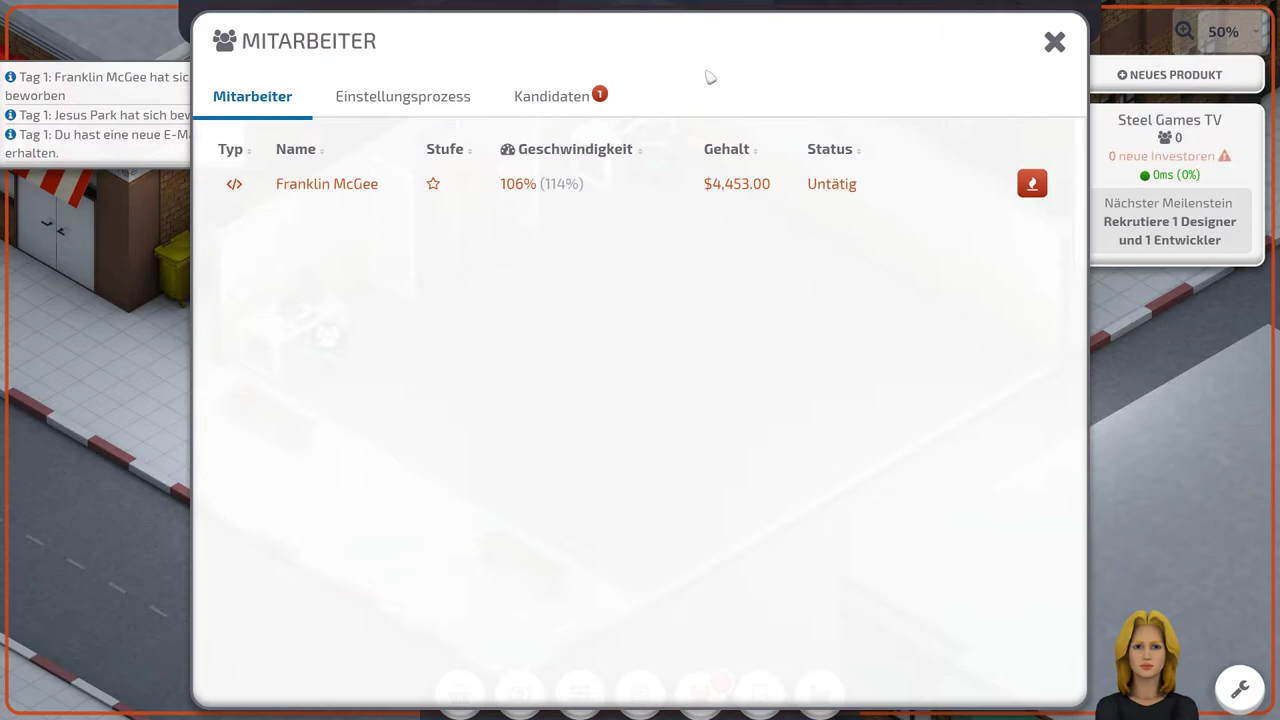 MITARBEITER
50%
Tag 1: Franklin McGee hat sic
beworben
Tag 1: Jesus Park hat sich bew
Tag 1: Du hast eine neue E-Ma
erhalten.
Mitarbeiter
Einstellungsprozess
Kandidaten 1
Typ Name Stufe Geschwindigkeit Gehalt Status
Franklin McGee 106% (114%) $4,453.00 Untätig
NEUES PRODUKT
Steel Games TV
0
0 neue Investoren
0ms (0%)
Nächster Meilenstein
Rekrutiere 1 Designer
und 1 Entwickler